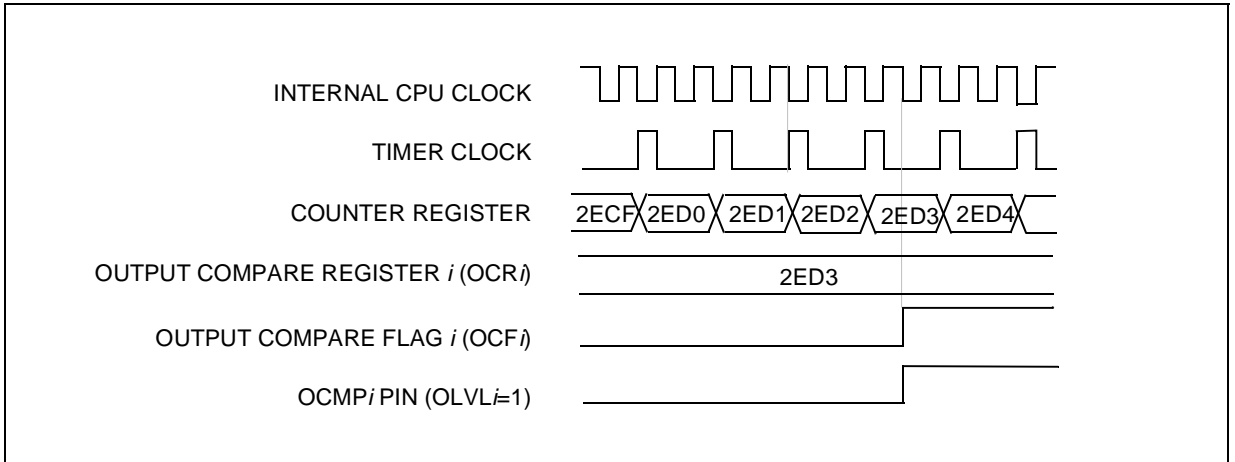 INTERNAL CPU CLOCK
TIMER CLOCK
COUNTER REGISTER 2ECF 2ED0 2ED1 2ED2 2ED3 2ED4
OUTPUT COMPARE REGISTER i (OCRi) 2ED3
OUTPUT COMPARE FLAG i (OCFi)
OCMPi PIN (OLVLi=1)